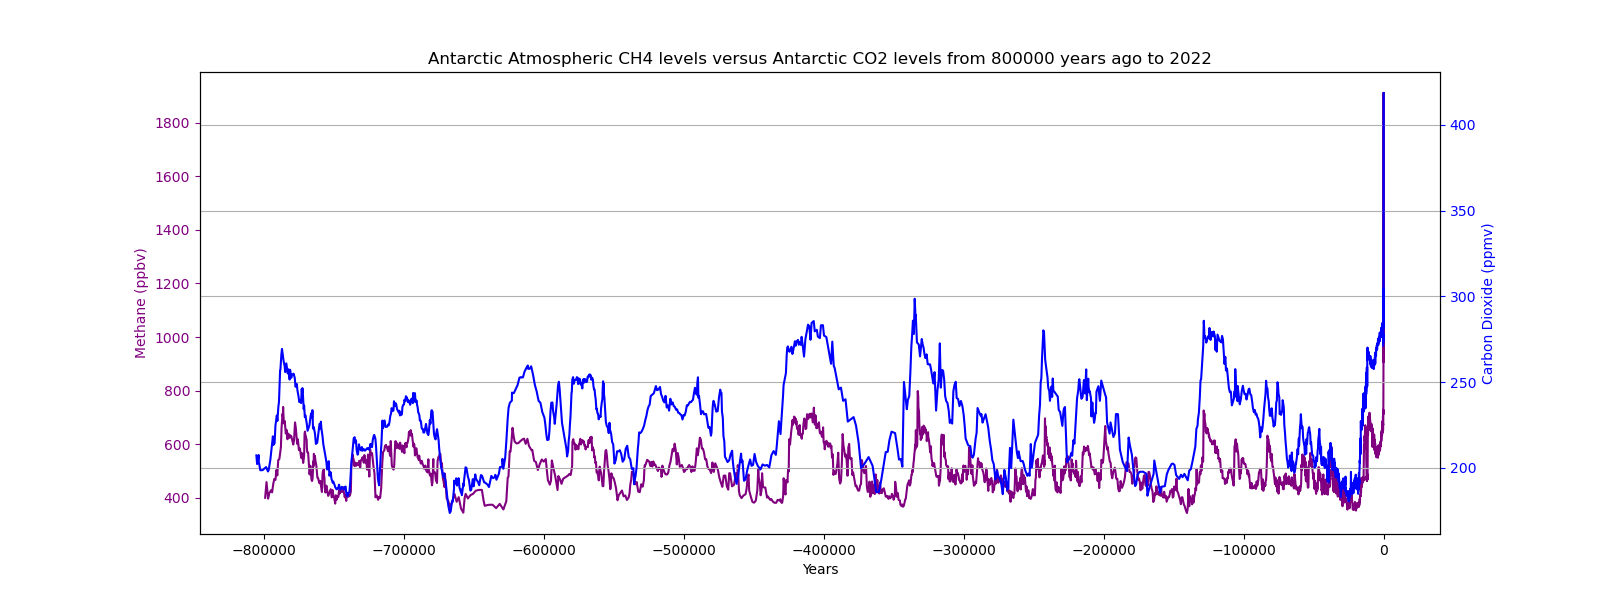 Antarctic Atmospheric CH4 levels versus Antarctic CO2 levels from 800000 years ago to 2022
Methane (ppbv)
1800
1600
1400
1200
1000
800
600
400
400
350
300
250
200
Carbon Dioxide (ppmv)
−800000 −700000 −600000 −500000 −400000 −300000 −200000 −100000 0
Years